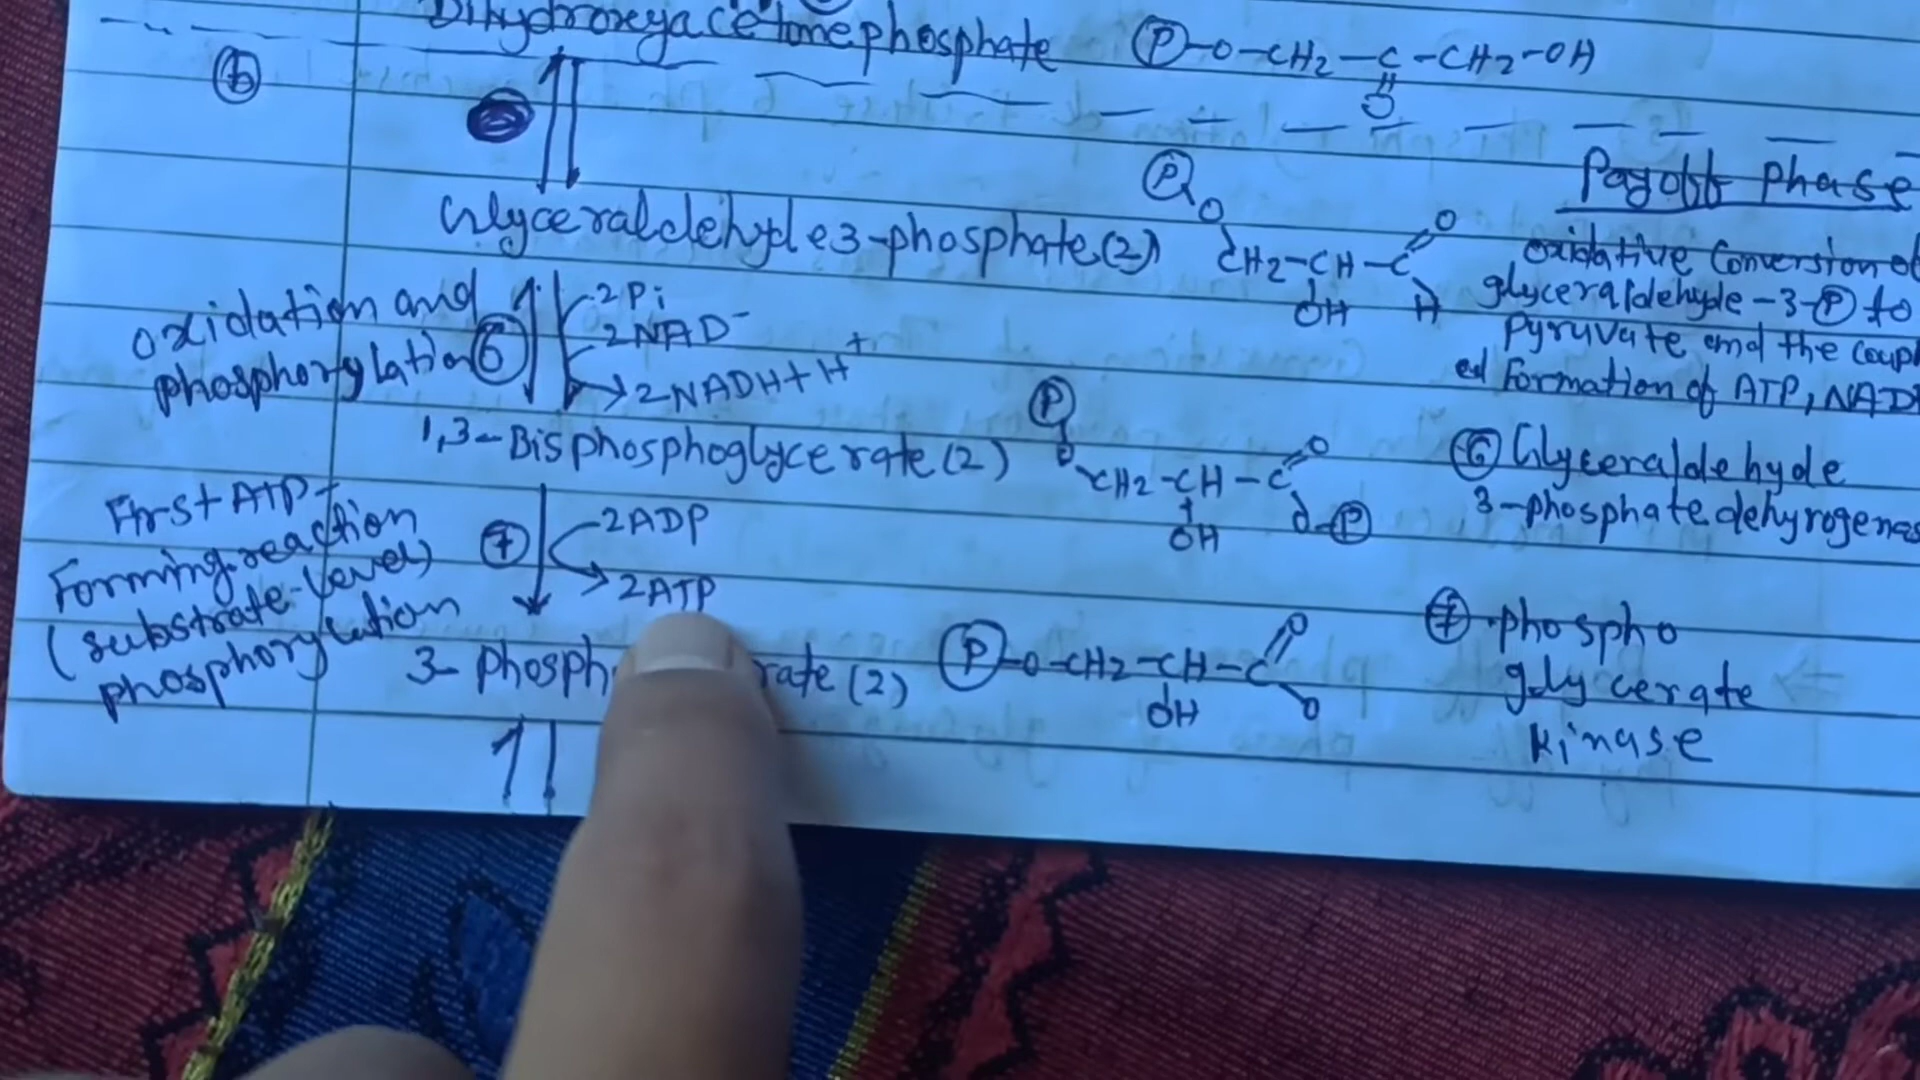 Dihydroxyacetonephosphate P-O-CH2-C-CH2-OH
O
b
Payoff Phase
P
O
Glyceraldehyde3-phosphate(2) CH2-CH-C O
OH H
oxidative Conversion of
glyceraldehyde-3-P to
Pyruvate and the coupl
ed Formation of ATP, NAD
oxidation and
phosphorylation 6
2Pi
2NAD-
2NADH+H+
1,3-Bisphosphoglycerate(2) P
O
CH2-CH-C O
OH O-P
6 Glyceraldehyde
3-phosphate dehyrogenas
First ATP-
Forming reaction
(substrate-level)
phosphorylation
7 2ADP
2ATP
3-phosph rate(2) P-O-CH2-CH-C O
OH O
7 phospho
glycerate
kinase